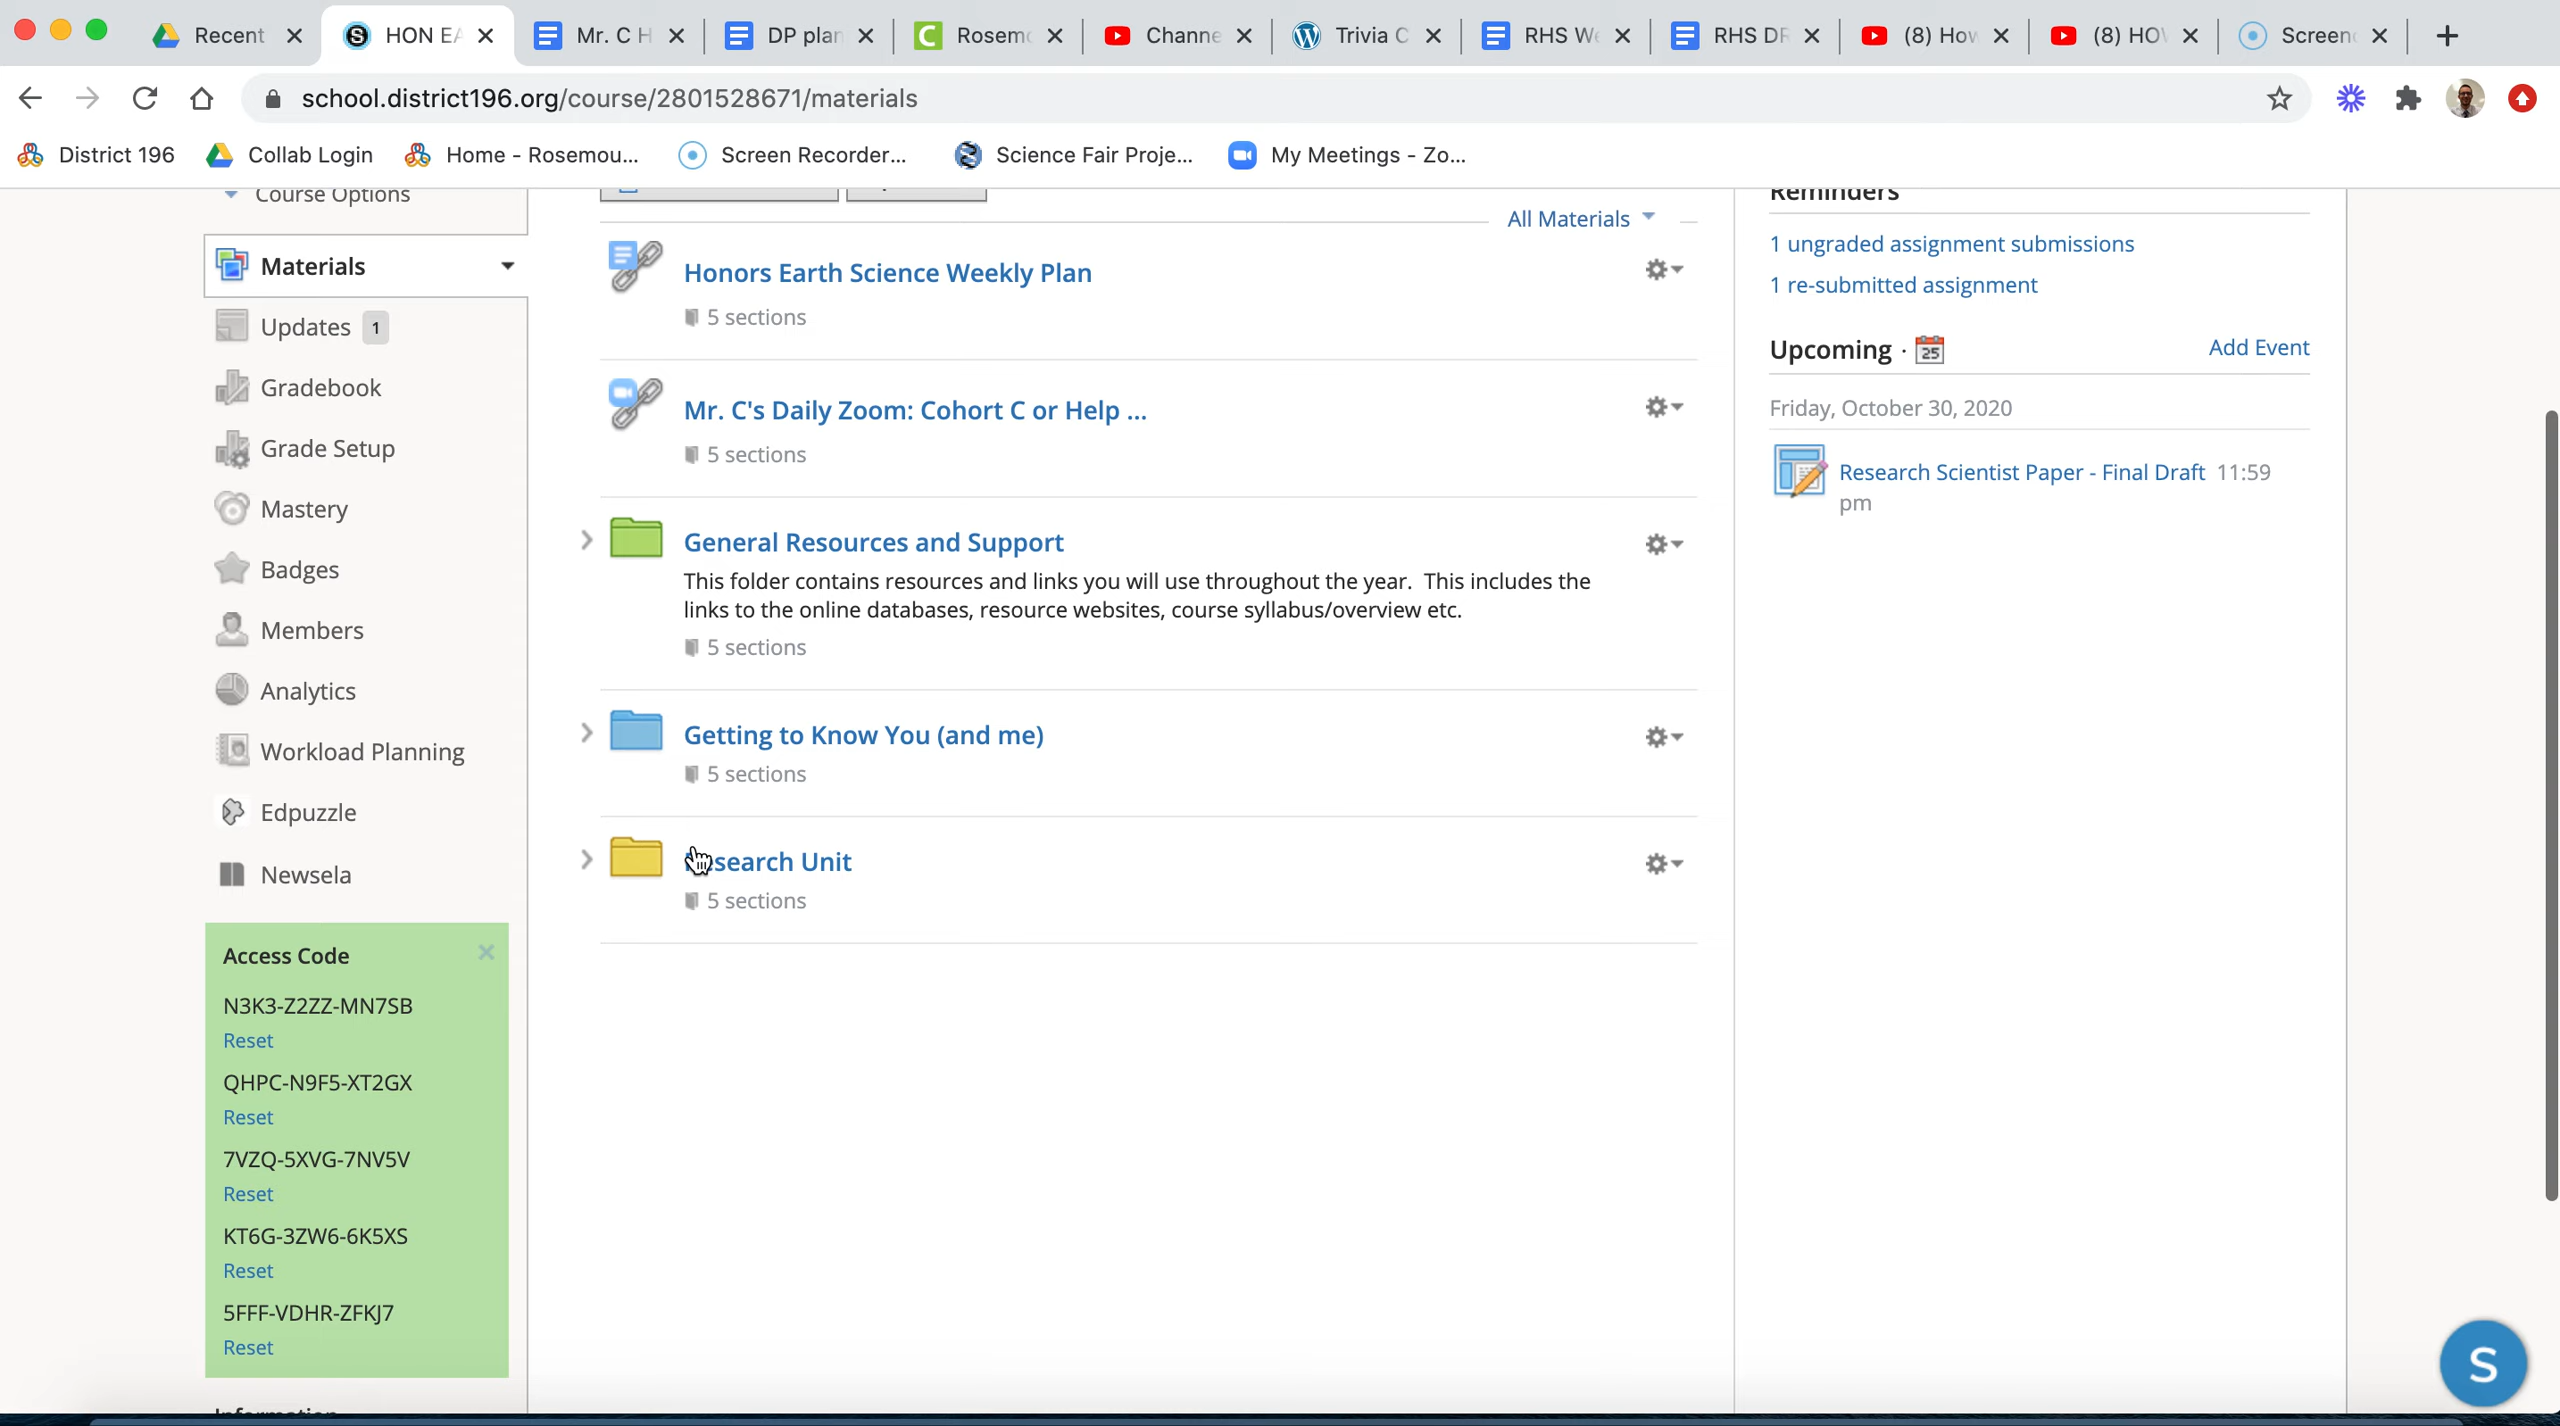 Recent
HON EA
Mr. C H
DP plan
Rosemo
Channe
Trivia C
RHS We
RHS DR
(8) How
(8) HOW
Screenc
school.district196.org/course/2801528671/materials
District 196
Collab Login
Home - Rosemou...
Screen Recorder...
Science Fair Proje...
My Meetings - Zo...
Course Options
Materials
Updates 1
Gradebook
Grade Setup
Mastery
Badges
Members
Analytics
Workload Planning
Edpuzzle
Newsela
Access Code
N3K3-Z2ZZ-MN7SB
Reset
QHPC-N9F5-XT2GX
Reset
7VZQ-5XVG-7NV5V
Reset
KT6G-3ZW6-6K5XS
Reset
5FFF-VDHR-ZFKJ7
Reset
Information
All Materials
Honors Earth Science Weekly Plan
5 sections
Mr. C's Daily Zoom: Cohort C or Help ...
5 sections
General Resources and Support
This folder contains resources and links you will use throughout the year. This includes the
links to the online databases, resource websites, course syllabus/overview etc.
5 sections
Getting to Know You (and me)
5 sections
Research Unit
5 sections
Reminders
1 ungraded assignment submissions
1 re-submitted assignment
Upcoming · 25 Add Event
Friday, October 30, 2020
Research Scientist Paper - Final Draft 11:59
pm
S